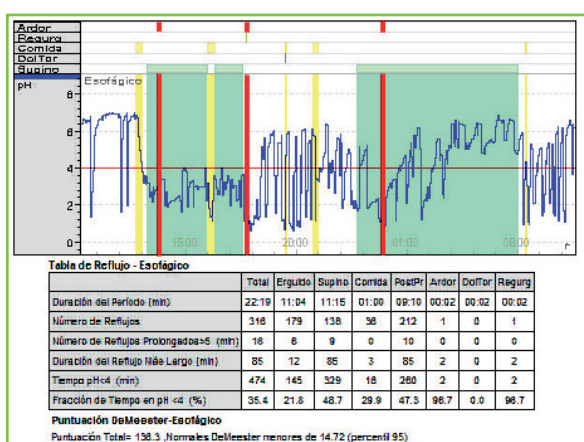 Ardor
Regurg
Comida
DolTor
Supino
pH
Esofágico
8
6
4
2
0
15:00 20:00 01:00 08:00
Tabla de Reflujo - Esofágico
Total Erguido Supino Comida PostPr Ardor DolTor Regurg
Duración del Período (min) 22:19 11:04 11:15 01:00 09:10 00:02 00:02 00:02
Número de Reflujos 316 179 138 36 212 1 0 1
Número de Reflujos Prolongados>5 (min) 16 6 9 0 10 0 0 0
Duración del Reflujo Más Largo (min) 85 12 85 3 85 2 0 2
Tiempo pH<4 (min) 474 145 329 18 260 2 0 2
Fracción de Tiempo en pH <4 (%) 35.4 21.8 48.7 29.9 47.3 96.7 0.0 96.7
Puntuación DeMeester-Esofágico
Puntuación Total= 136.3 ,Normales DeMeester menores de 14.72 (percentil 95)